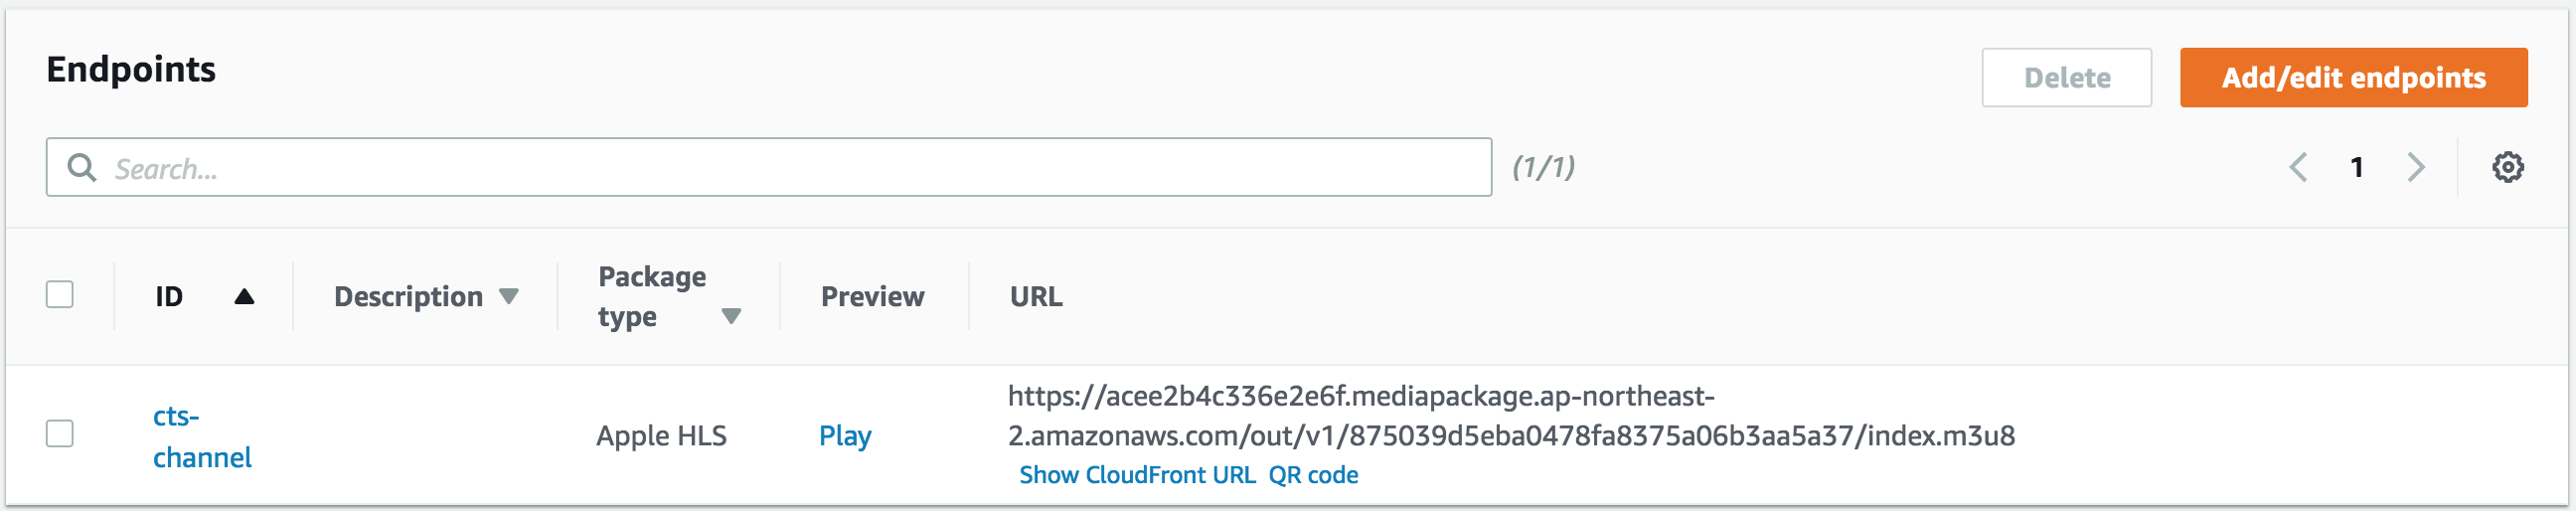 Endpoints
Delete
Add/edit endpoints
Search...
(1/1)
1
ID
Description
Package
type
Preview
URL
cts-
channel
Apple HLS
Play
https://acee2b4c336e2e6f.mediapackage.ap-northeast-
2.amazonaws.com/out/v1/875039d5eba0478fa8375a06b3aa5a37/index.m3u8
Show CloudFront URL QR code